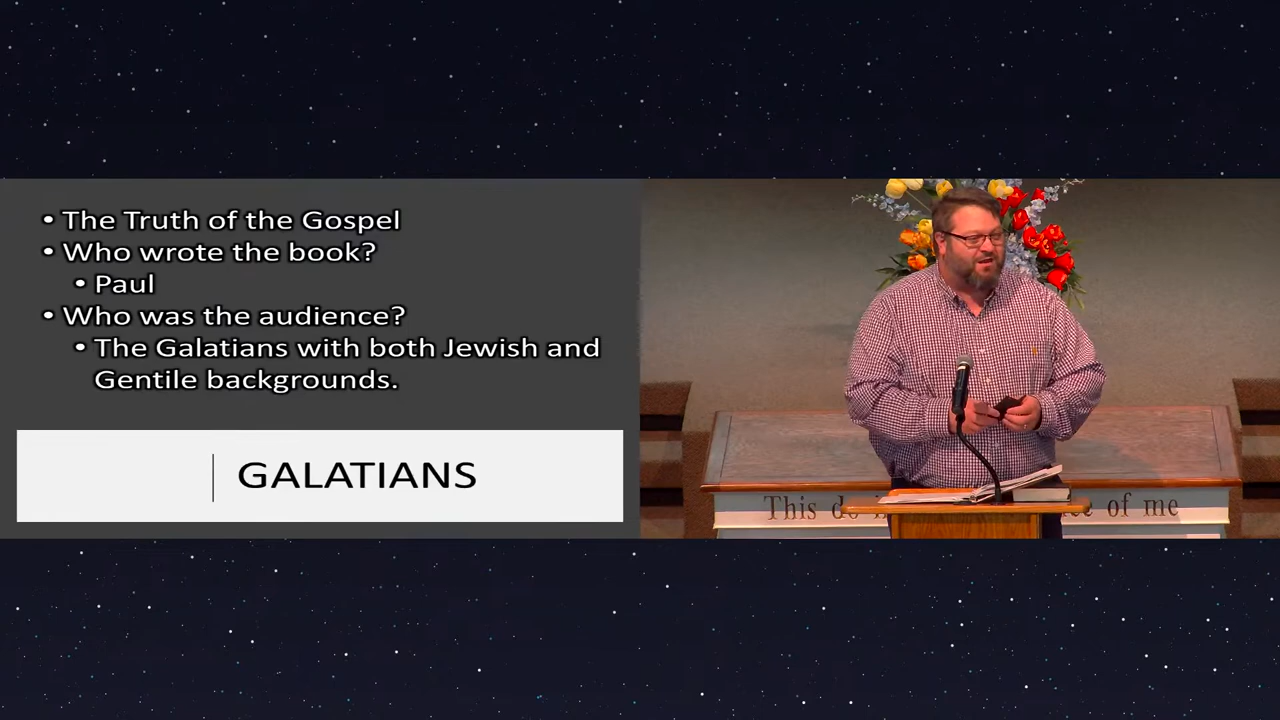 • The Truth of the Gospel
• Who wrote the book?
• Paul
• Who was the audience?
• The Galatians with both Jewish and
Gentile backgrounds.
GALATIANS
This do of me